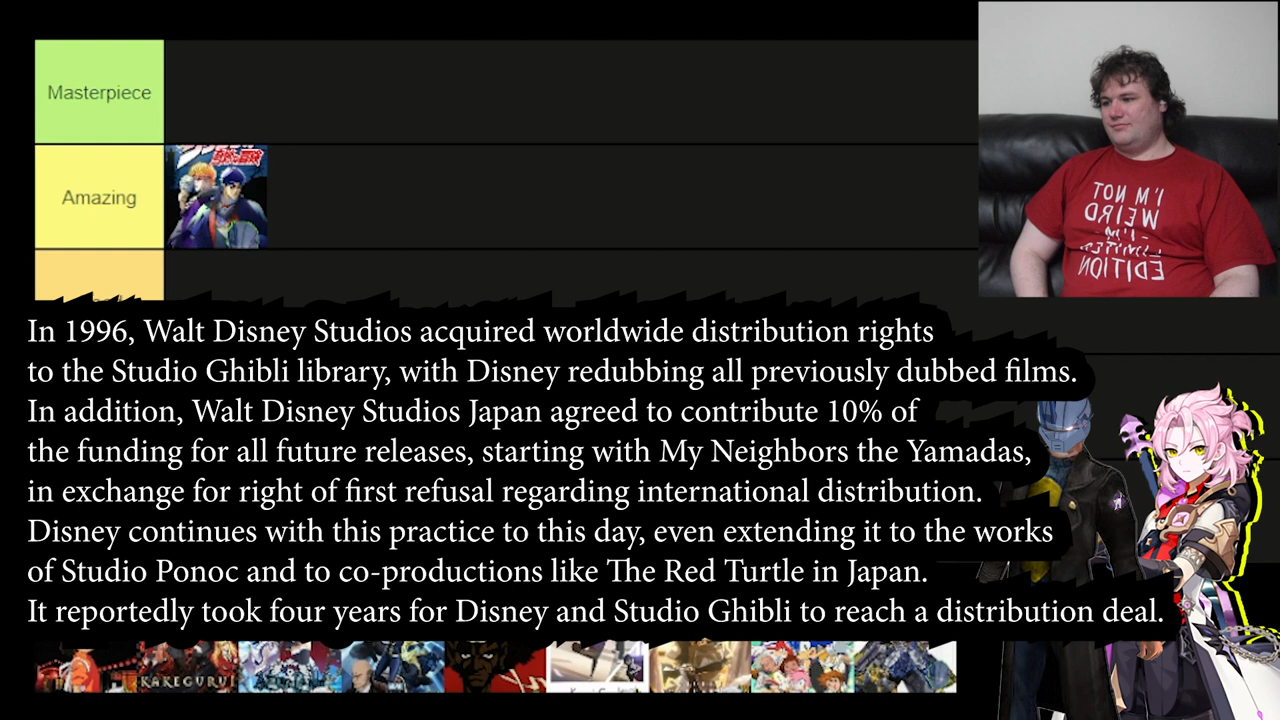 Masterpiece
Amazing
I'M NOT
WEIRD
I'M
LIMITED
EDITION
In 1996, Walt Disney Studios acquired worldwide distribution rights
to the Studio Ghibli library, with Disney redubbing all previously dubbed films.
In addition, Walt Disney Studios Japan agreed to contribute 10% of
the funding for all future releases, starting with My Neighbors the Yamadas,
in exchange for right of first refusal regarding international distribution.
Disney continues with this practice to this day, even extending it to the works
of Studio Ponoc and to co-productions like The Red Turtle in Japan.
It reportedly took four years for Disney and Studio Ghibli to reach a distribution deal.
KAKEGURUI